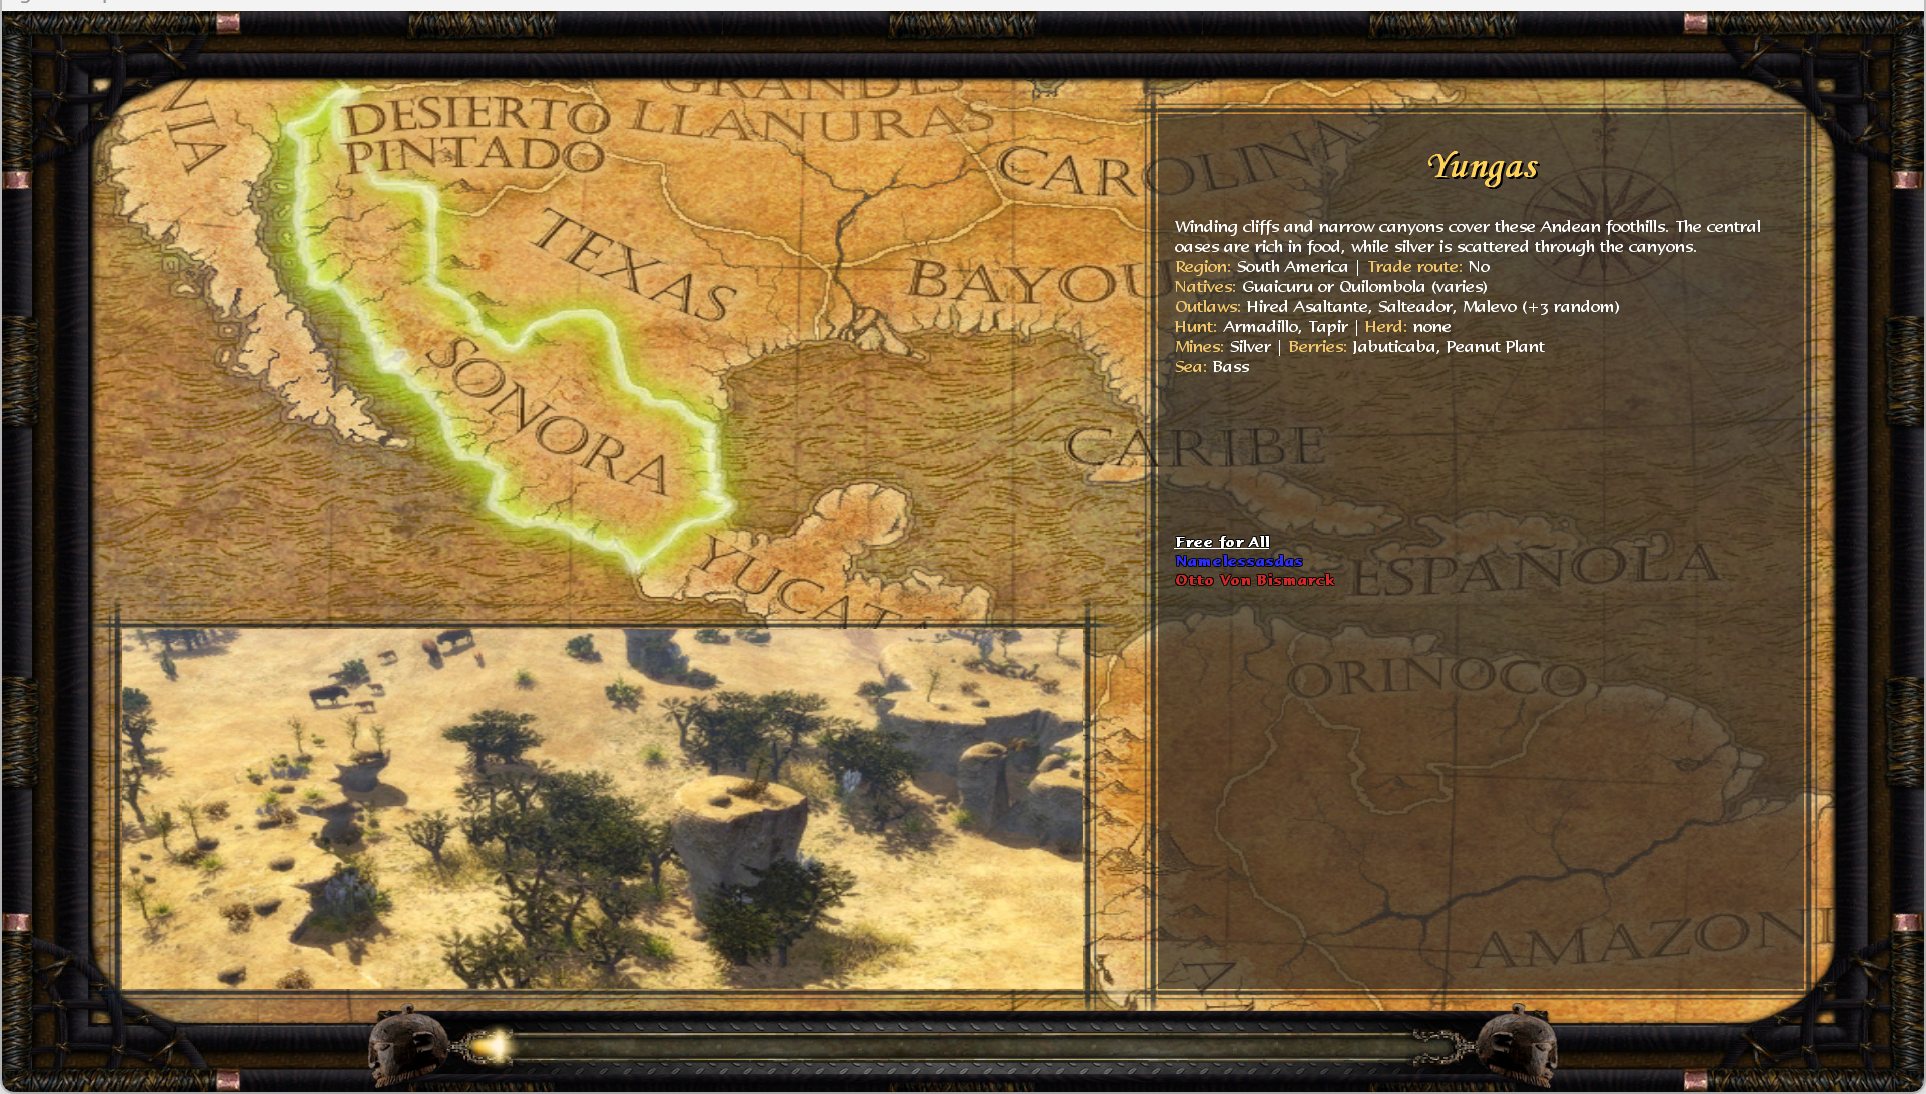 GRANDES
DESIERTO
LLANURAS
PINTADO
CAROLINA
TEXAS
BAYOU
SONORA
CARIBE
ESPAÑOLA
ORINOCO
Yungas
Winding cliffs and narrow canyons cover these Andean foothills. The central
oases are rich in food, while silver is scattered through the canyons.
Region: South America | Trade route: No
Natives: Guaicuru or Quilombola (varies)
Outlaws: Hired Asaltante, Salteador, Malevo (+3 random)
Hunt: Armadillo, Tapir | Herd: none
Mines: Silver | Berries: Jabuticaba, Peanut Plant
Sea: Bass
Free for All
Namelessasdas
Otto Von Bismarck
YUCAT
AMAZONI